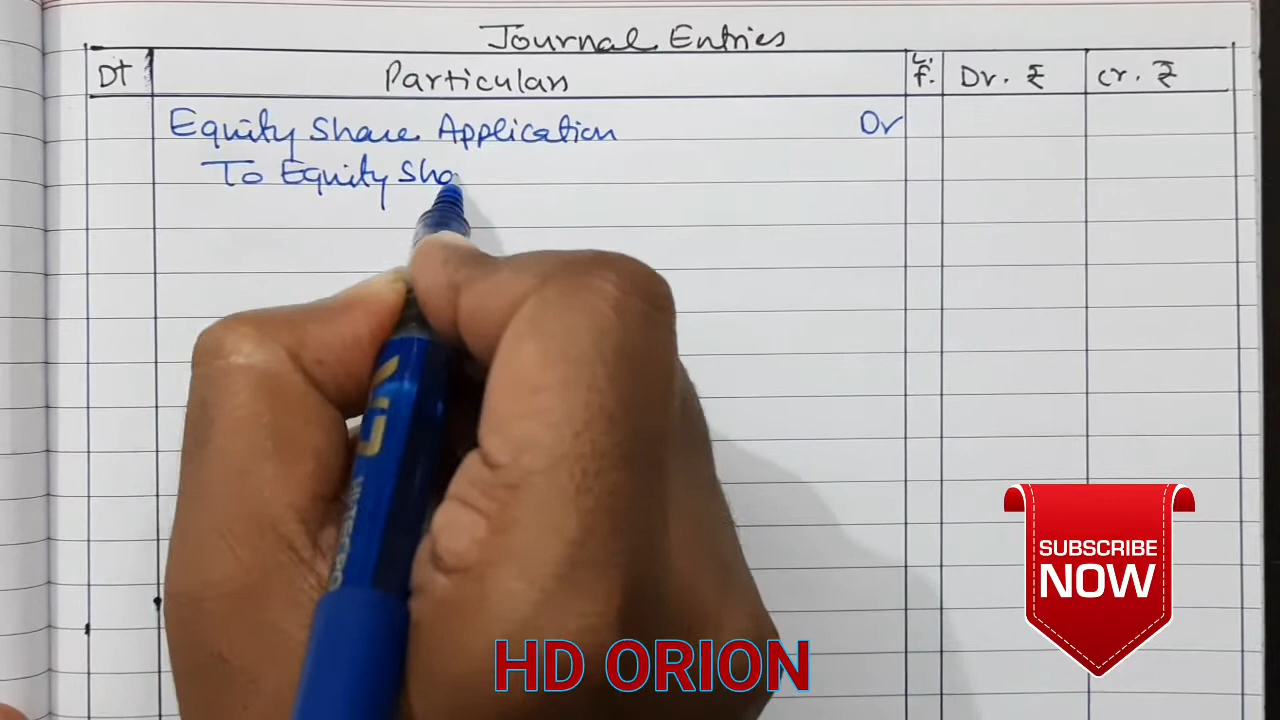 Journal Entries
Dt Particulars L.F. Dr. ₹ Cr. ₹
Equity Share Application Dr
To Equity Sha
SUBSCRIBE
NOW
HD ORION